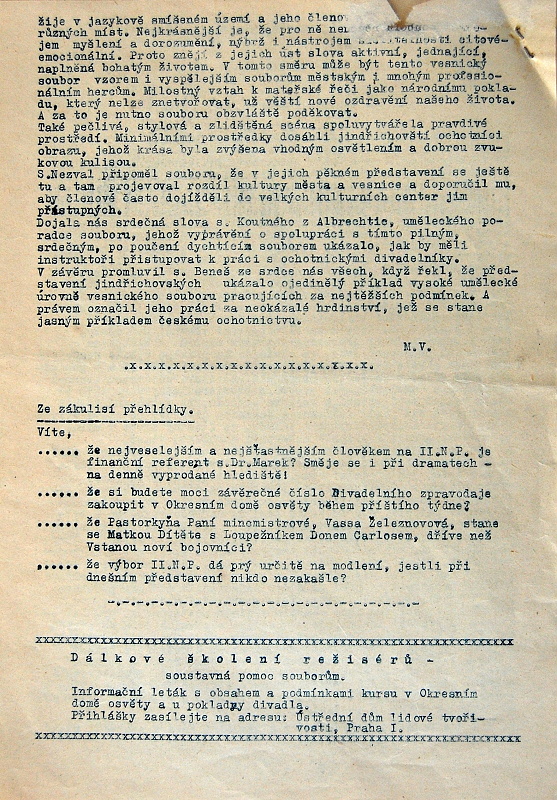 žije v jazykově smíšeném území a jeho členo
různých míst. Nejkrásnější je, že pro ně nen
jem myšlení a dorozumění, nýbrž i nástrojem citově-
emocionální. Proto znějí z jejich úst slova aktivní, jednající,
naplněná bohatým životem. V tomto směru může být tento vesnický
soubor vzorem i vyspělejším souborům městským i mnohým profesio-
nálním hercům. Milostný vztah k mateřské řeči jako národnímu pokla-
du, který nelze znetvořovat, už věští nové ozdravění našeho života.
A za to je nutno souboru obzvláště poděkovat.
Také pečlivá, stylová a zlidštěná scéna spoluvytvářela pravdivé
prostředí. Minimálními prostředky dosáhli jindřichovětí ochotníci
obrazu, jehož krása byla zvýšena vhodným osvětlením a dobrou zvu-
kovou kulisou.
S.Nezval připoměl souboru, že v jejich pěkném představení se ještě
tu a tam projevoval rozdíl kultury města a vesnice a doporučil mu,
aby členové často dojížděli do velkých kulturních center jim
přístupných.
Dojala nás srdečná slova s. Koutného z Albrechtic, uměleckého po-
radce souboru, jehož vyprávění o spolupráci s tímto pilným,
srdečným, po poučení dychtícím souborem ukázalo, jak by měli
instruktoři přistupovat k práci s ochotnickými divadelníky.
V závěru promluvil s. Beneš ze srdce nás všech, když řekl, že před-
stavení jindřichovských ukázalo ojedinělý příklad vysoké umělecké
úrovně vesnického souboru pracujících za nejtěžších podmínek. A
právem označil jeho práci za neokázalé hrdinství, jež se stane
jasným příkladem českému ochotnictvu.
M.V.
.x.x.x.x.x.x.x.x.x.x.x.x.x.x.x.x.x.x.x.
Ze zákulisí přehlídky.
Víte,
...... že nejveselejším a nejšťastnějším člověkem na II.N.P. je
finanční referent s.Dr.Marek? Směje se i při dramatech -
na denně vyprodané hlediště!
...... že si budete moci závěrečné číslo Divadelního zpravodaje
zakoupit v Okresním domě osvěty během příštího týdne?
...... že Pastorkyňa Paní minomistrové, Vassa Železnovová, stane
se Matkou Dítěte s Loupežníkem Donem Carlosem, dříve než
Vstanou noví bojovníci?
...... že výbor II.N.P. dá prý určitě na modlení, jestli při
dnešním představení nikdo nezakašle?
-.-.-.-.-.-.-.-.-.-.-.-.-.-.-.-.-.-
xxxxxxxxxxxxxxxxxxxxxxxxxxxxxxxxxxxxxxxxxxxxxxxxxxxxxxxxxxxxxx
D á l k o v é š k o l e n í r e ž i s é r ů -
soustavná pomoc souborům.
Informační leták s obsahem a podmínkami kursu v Okresním
domě osvěty a u pokladny divadla.
Přihlášky zasílejte na adresu: Ústřední dům lidové tvoři-
vosti, Praha I.
xxxxxxxxxxxxxxxxxxxxxxxxxxxxxxxxxxxxxxxxxxxxxxxxxxxxxxxxxxxxxx